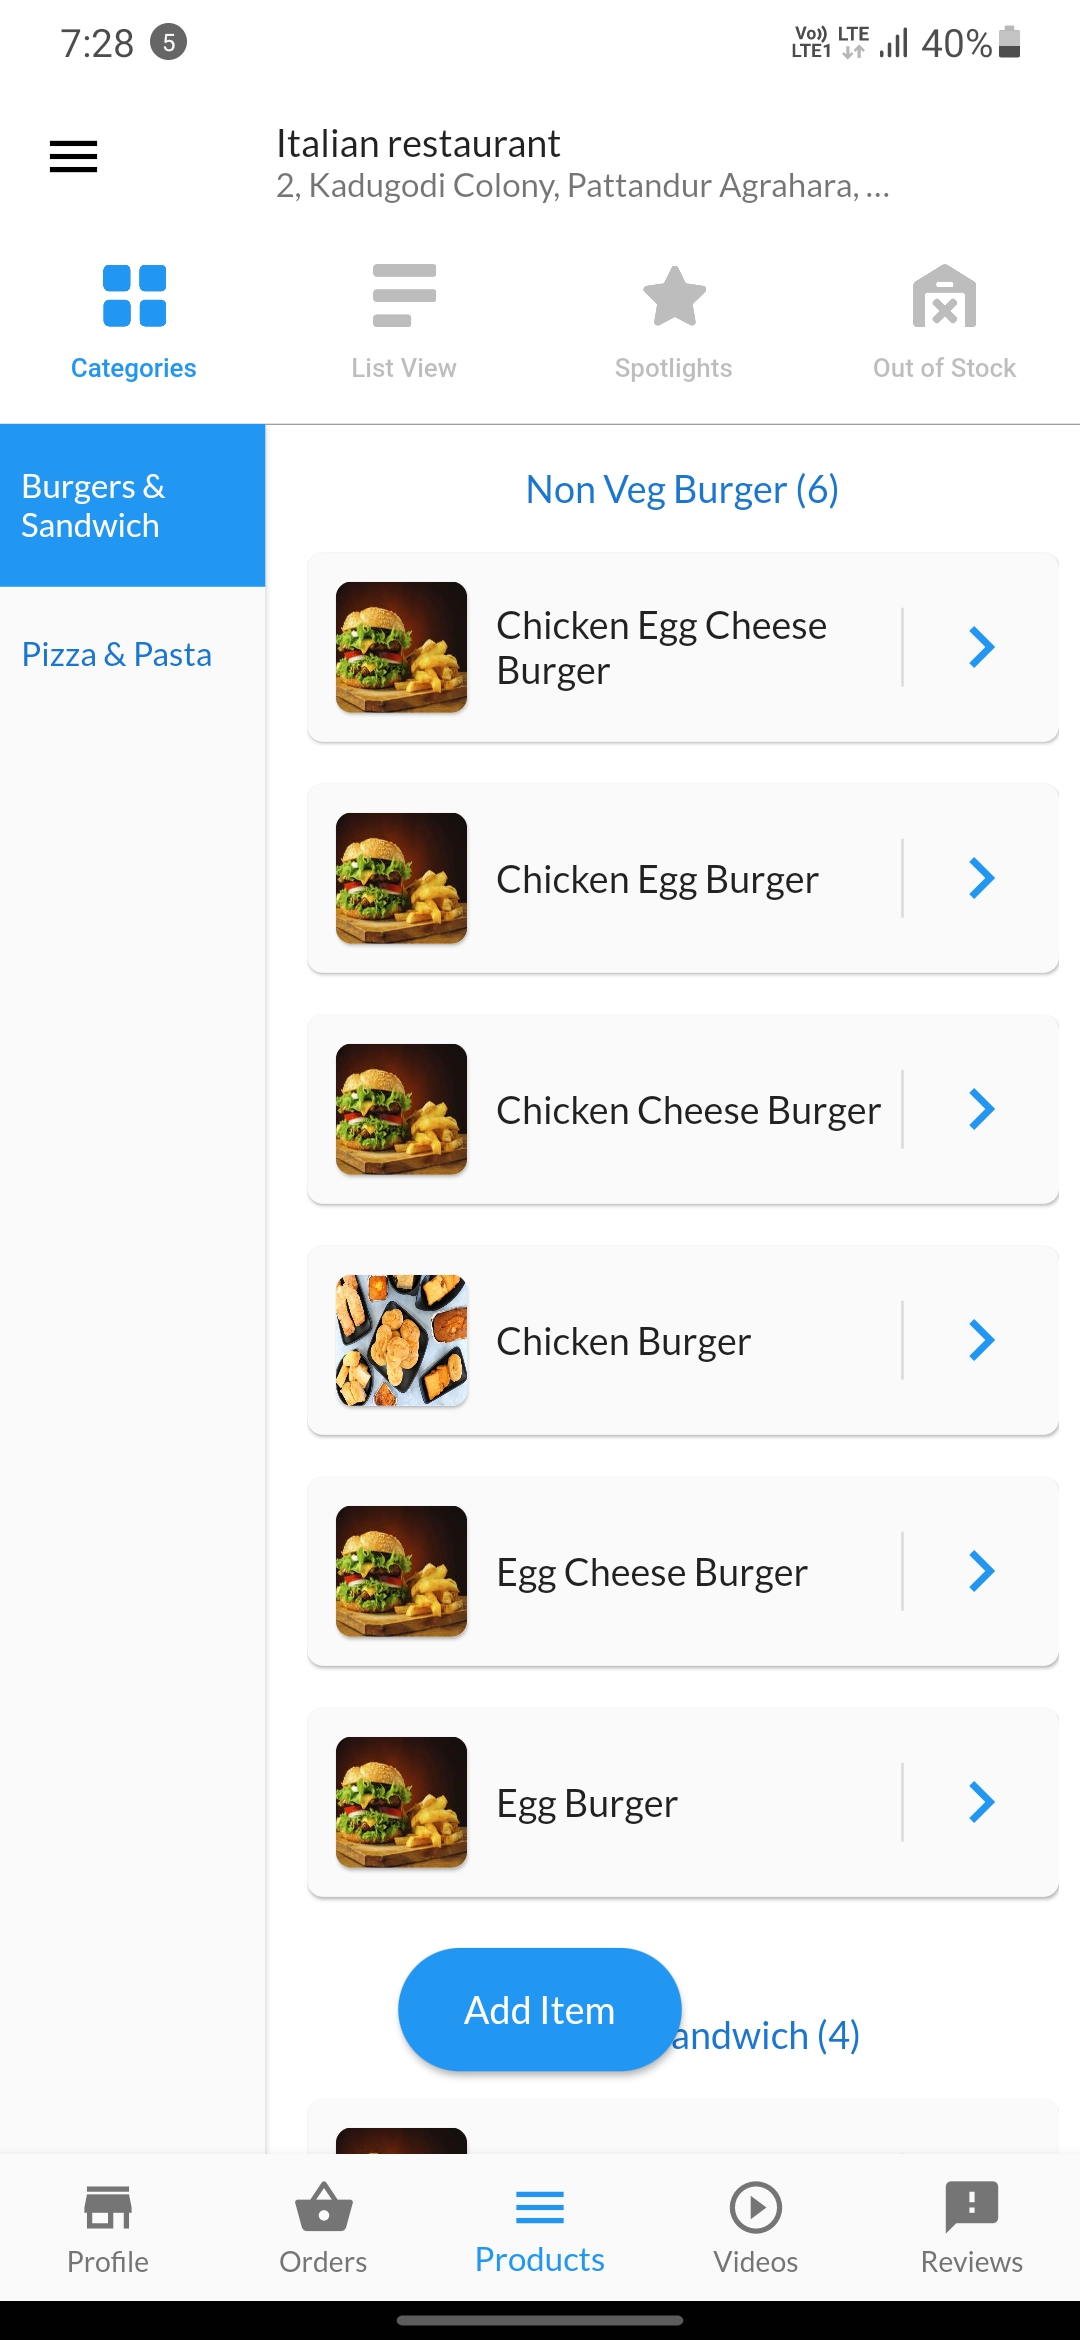 7:28 5 Vo)) LTE1 LTE 40%
Italian restaurant
2, Kadugodi Colony, Pattandur Agrahara, ...
Categories List View Spotlights Out of Stock
Burgers &
Sandwich
Pizza & Pasta
Non Veg Burger (6)
Chicken Egg Cheese
Burger
Chicken Egg Burger
Chicken Cheese Burger
Chicken Burger
Egg Cheese Burger
Egg Burger
Add Item
andwich (4)
Profile Orders Products Videos Reviews